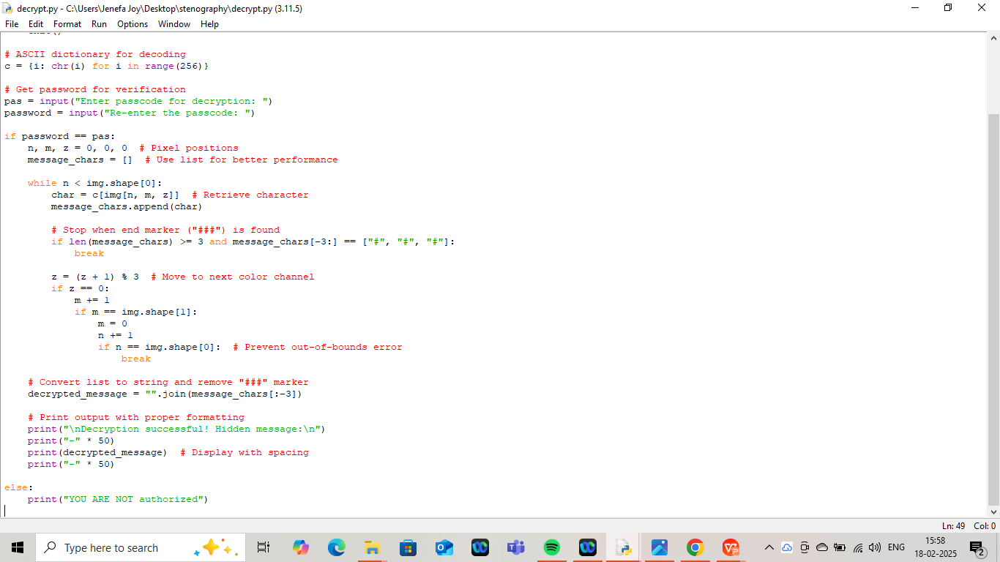 decrypt.py - C:\Users\Jenefa Joy\Desktop\stenography\decrypt.py (3.11.5)
File Edit Format Run Options Window Help
# ASCII dictionary for decoding
c = {i: chr(i) for i in range(256)}
# Get password for verification
pas = input("Enter passcode for decryption: ")
password = input("Re-enter the passcode: ")
if password == pas:
    n, m, z = 0, 0, 0  # Pixel positions
    message_chars = []  # Use list for better performance
    while n < img.shape[0]:
        char = c[img[n, m, z]]  # Retrieve character
        message_chars.append(char)
        # Stop when end marker ("###") is found
        if len(message_chars) >= 3 and message_chars[-3:] == ["#", "#", "#"]:
            break
        z = (z + 1) % 3  # Move to next color channel
        if z == 0:
            m += 1
            if m == img.shape[1]:
                m = 0
                n += 1
                if n == img.shape[0]:  # Prevent out-of-bounds error
                    break
    # Convert list to string and remove "###" marker
    decrypted_message = "".join(message_chars[:-3])
    # Print output with proper formatting
    print("\nDecryption successful! Hidden message:\n")
    print("-" * 50)
    print(decrypted_message)  # Display with spacing
    print("-" * 50)
else:
    print("YOU ARE NOT authorized")
Ln: 49 Col: 0
Type here to search
ENG
15:58
18-02-2025
2